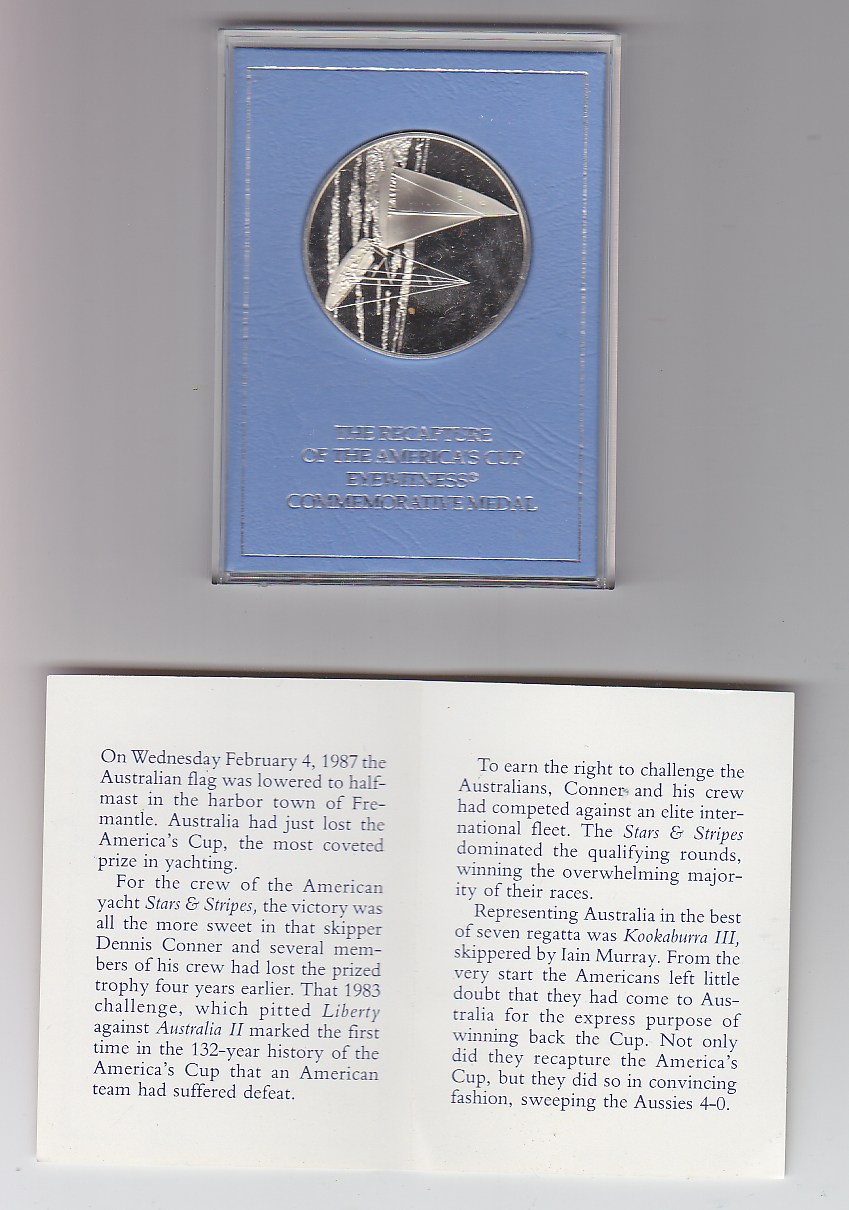 THE RECAPTURE
OF THE AMERICA'S CUP
EYEWITNESS®
COMMEMORATIVE MEDAL
On Wednesday February 4, 1987 the
Australian flag was lowered to half-
mast in the harbor town of Fre-
mantle. Australia had just lost the
America's Cup, the most coveted
prize in yachting.
For the crew of the American
yacht Stars & Stripes, the victory was
all the more sweet in that skipper
Dennis Conner and several mem-
bers of his crew had lost the prized
trophy four years earlier. That 1983
challenge, which pitted Liberty
against Australia II marked the first
time in the 132-year history of the
America's Cup that an American
team had suffered defeat.
To earn the right to challenge the
Australians, Conner and his crew
had competed against an elite inter-
national fleet. The Stars & Stripes
dominated the qualifying rounds,
winning the overwhelming major-
ity of their races.
Representing Australia in the best
of seven regatta was Kookaburra III,
skippered by Iain Murray. From the
very start the Americans left little
doubt that they had come to Aus-
tralia for the express purpose of
winning back the Cup. Not only
did they recapture the America's
Cup, but they did so in convincing
fashion, sweeping the Aussies 4-0.